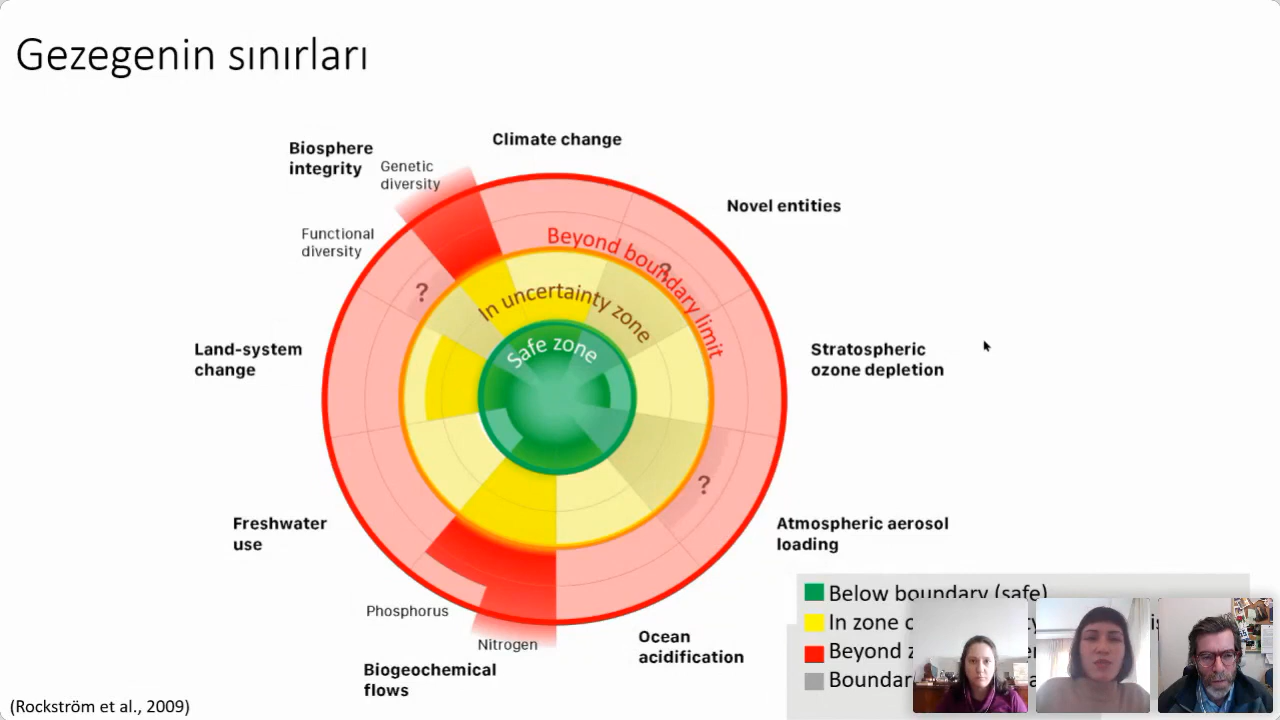 Gezegenin sınırları
Climate change
Biosphere
integrity
Genetic
diversity
Novel entities
Functional
diversity
?
?
Beyond boundary limit
In uncertainty zone
Safe zone
Land-system
change
Stratospheric
ozone depletion
?
Freshwater
use
Atmospheric aerosol
loading
Below boundary (safe)
In zone
Phosphorus
Nitrogen
Ocean
acidification
Beyond
Biogeochemical
flows
(Rockström et al., 2009)